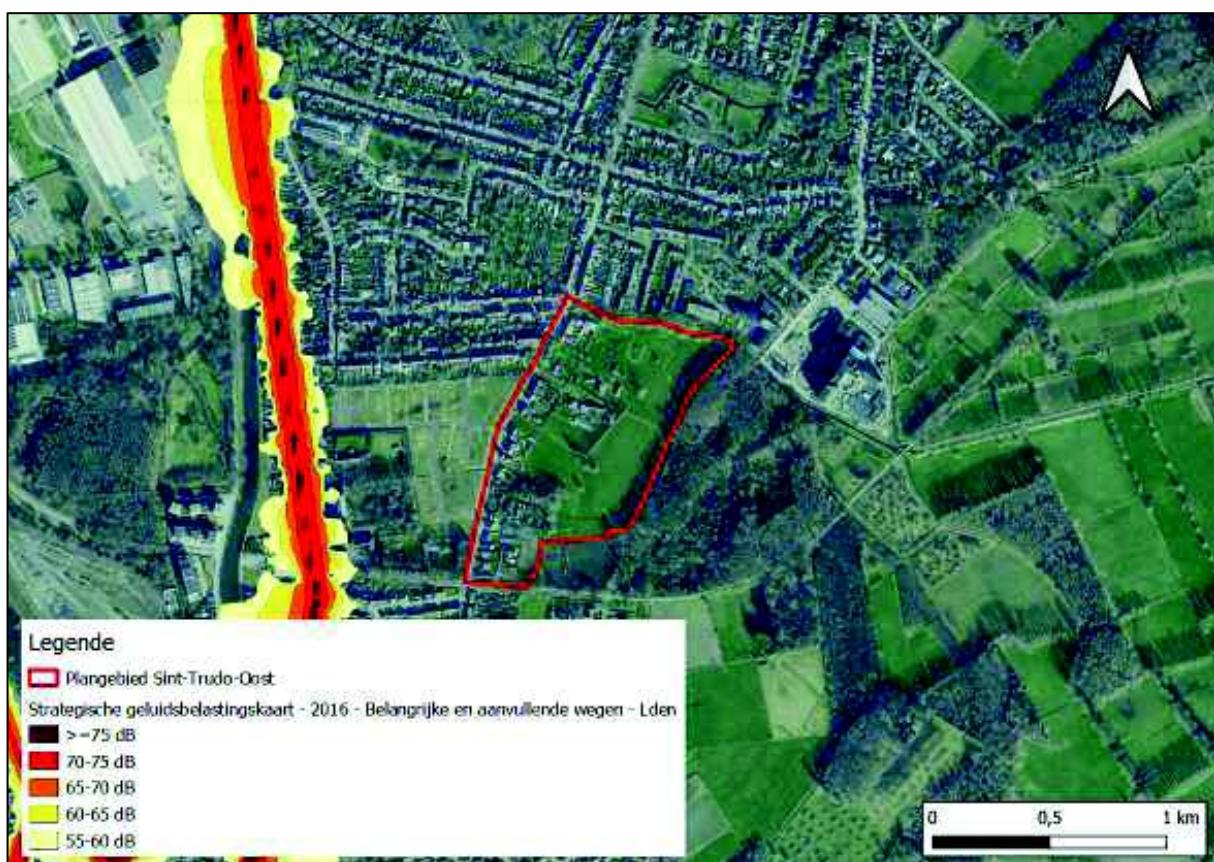 Legende
Plangebied Sint-Trudo-Oost
Strategische geluidsbelastingskaart - 2016 - Belangrijke en aanvullende wegen - Lden
>=75 dB
70-75 dB
65-70 dB
60-65 dB
55-60 dB
0 0,5 1 km